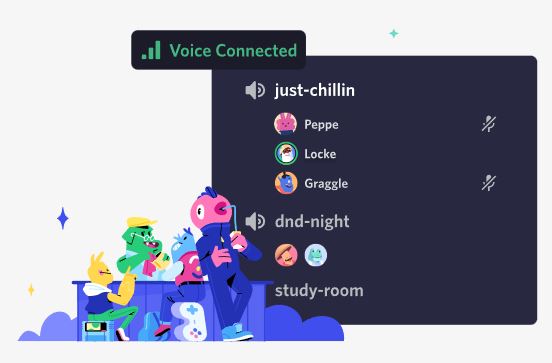 Voice Connected
just-chillin
Peppe
Locke
Graggle
dnd-night
study-room